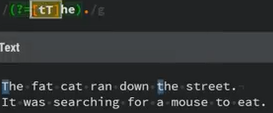 /(?=[tT]he)./g
Text
The fat cat ran down the street.
It was searching for a mouse to eat.